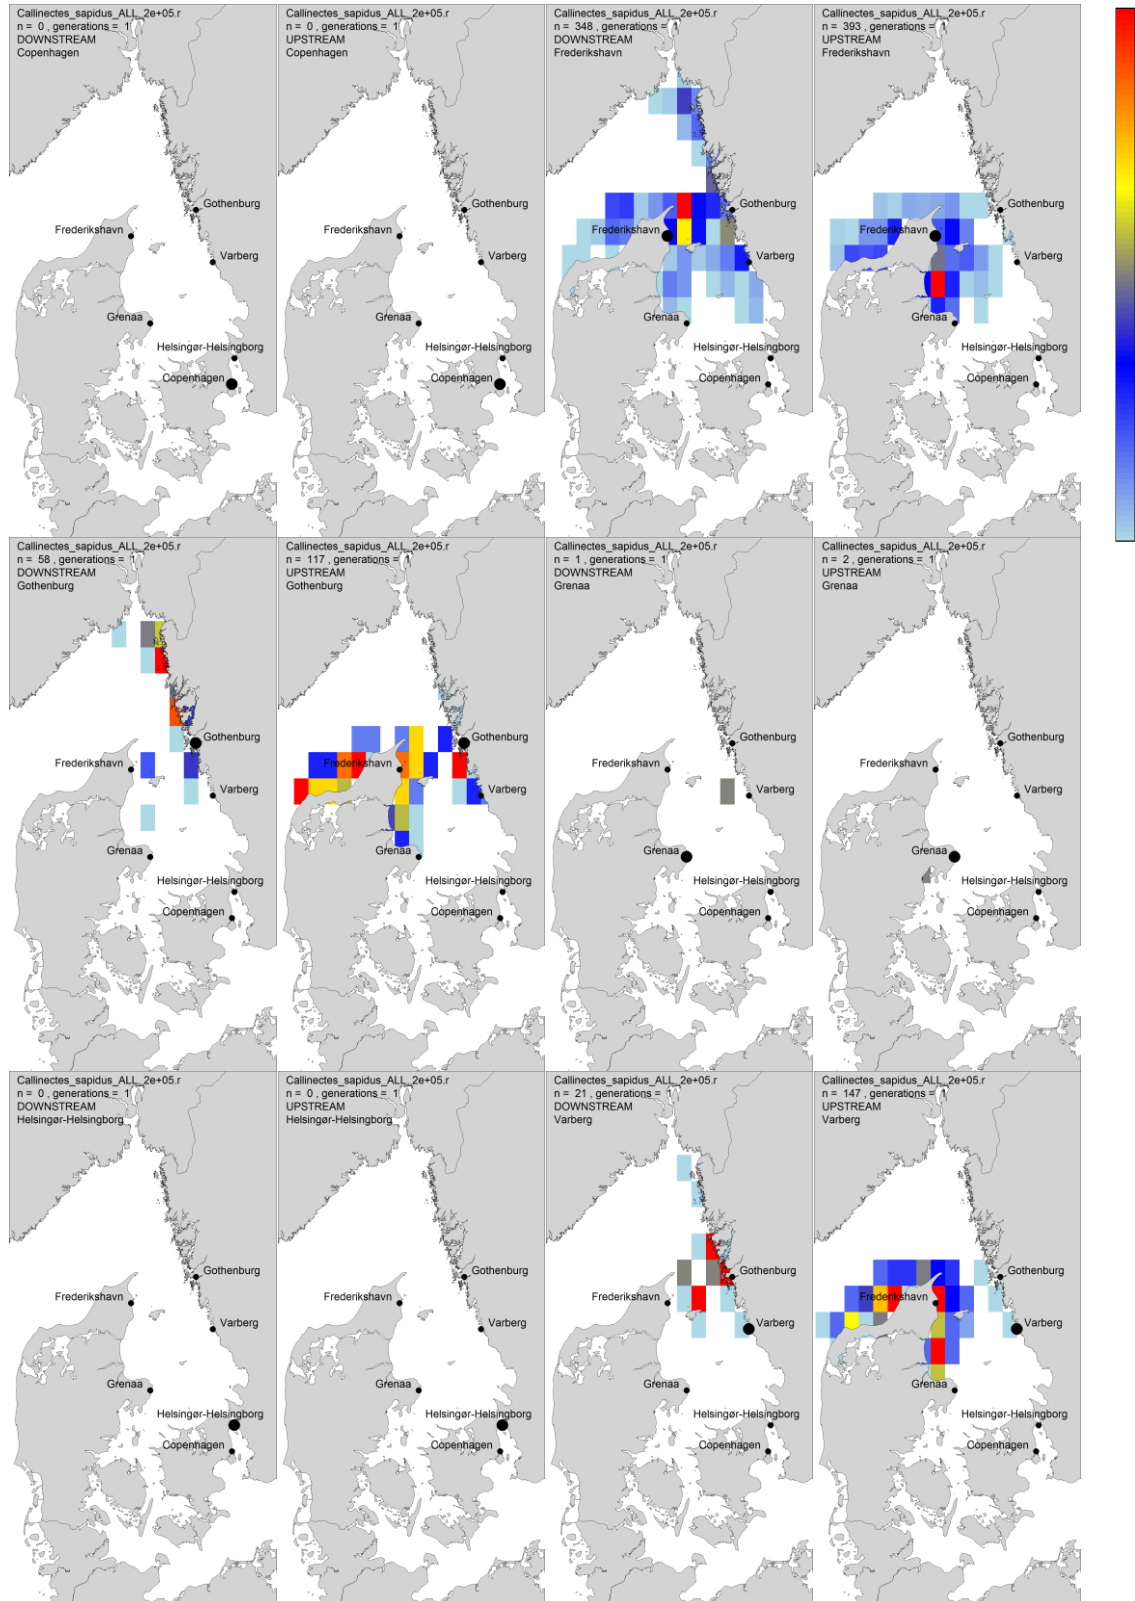 Callinectes_sapidus_ALL_2e+05.r
n = 0 , generations = 1
DOWNSTREAM
Copenhagen
Gothenburg
Frederikshavn
Varberg
Grenaa
Helsingør-Helsingborg
Copenhagen
Callinectes_sapidus_ALL_2e+05.r
n = 0 , generations = 1
UPSTREAM
Copenhagen
Gothenburg
Frederikshavn
Varberg
Grenaa
Helsingør-Helsingborg
Copenhagen
Callinectes_sapidus_ALL_2e+05.r
n = 348 , generations = 1
DOWNSTREAM
Frederikshavn
Gothenburg
Frederikshavn
Varberg
Grenaa
Helsingør-Helsingborg
Copenhagen
Callinectes_sapidus_ALL_2e+05.r
n = 393 , generations = 1
UPSTREAM
Frederikshavn
Gothenburg
Frederikshavn
Varberg
Grenaa
Helsingør-Helsingborg
Copenhagen
Callinectes_sapidus_ALL_2e+05.r
n = 58 , generations = 1
DOWNSTREAM
Gothenburg
Gothenburg
Frederikshavn
Varberg
Grenaa
Helsingør-Helsingborg
Copenhagen
Callinectes_sapidus_ALL_2e+05.r
n = 117 , generations = 1
UPSTREAM
Gothenburg
Gothenburg
Frederikshavn
Varberg
Grenaa
Helsingør-Helsingborg
Copenhagen
Callinectes_sapidus_ALL_2e+05.r
n = 1 , generations = 1
DOWNSTREAM
Grenaa
Gothenburg
Frederikshavn
Varberg
Grenaa
Helsingør-Helsingborg
Copenhagen
Callinectes_sapidus_ALL_2e+05.r
n = 2 , generations = 1
UPSTREAM
Grenaa
Gothenburg
Frederikshavn
Varberg
Grenaa
Helsingør-Helsingborg
Copenhagen
Callinectes_sapidus_ALL_2e+05.r
n = 0 , generations = 1
DOWNSTREAM
Helsingør-Helsingborg
Gothenburg
Frederikshavn
Varberg
Grenaa
Helsingør-Helsingborg
Copenhagen
Callinectes_sapidus_ALL_2e+05.r
n = 0 , generations = 1
UPSTREAM
Helsingør-Helsingborg
Gothenburg
Frederikshavn
Varberg
Grenaa
Helsingør-Helsingborg
Copenhagen
Callinectes_sapidus_ALL_2e+05.r
n = 21 , generations = 1
DOWNSTREAM
Varberg
Gothenburg
Frederikshavn
Varberg
Grenaa
Helsingør-Helsingborg
Copenhagen
Callinectes_sapidus_ALL_2e+05.r
n = 147 , generations = 1
UPSTREAM
Varberg
Gothenburg
Frederikshavn
Varberg
Grenaa
Helsingør-Helsingborg
Copenhagen